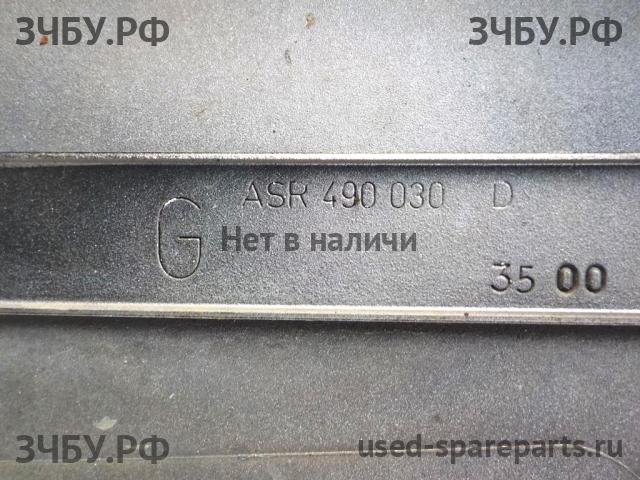 ЗЧБУ.РФ ЗЧБУ.РФ
ASR 490 030 D
G Нет в наличи
35 00
ЗЧБУ.РФ used-spareparts.ru